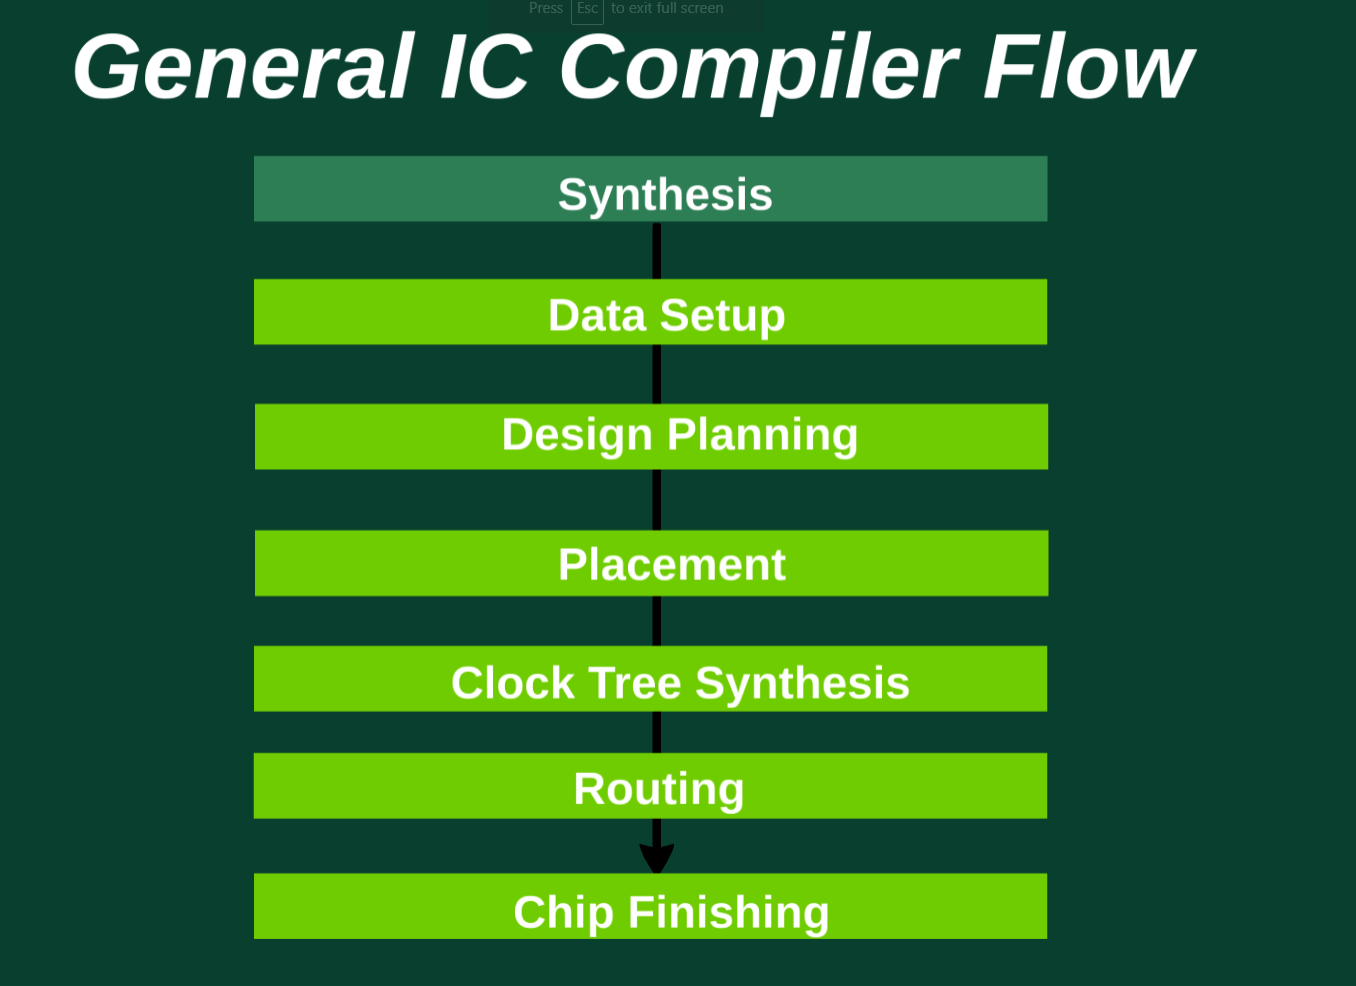 Press Esc to exit full screen
General IC Compiler Flow
Synthesis
Data Setup
Design Planning
Placement
Clock Tree Synthesis
Routing
Chip Finishing